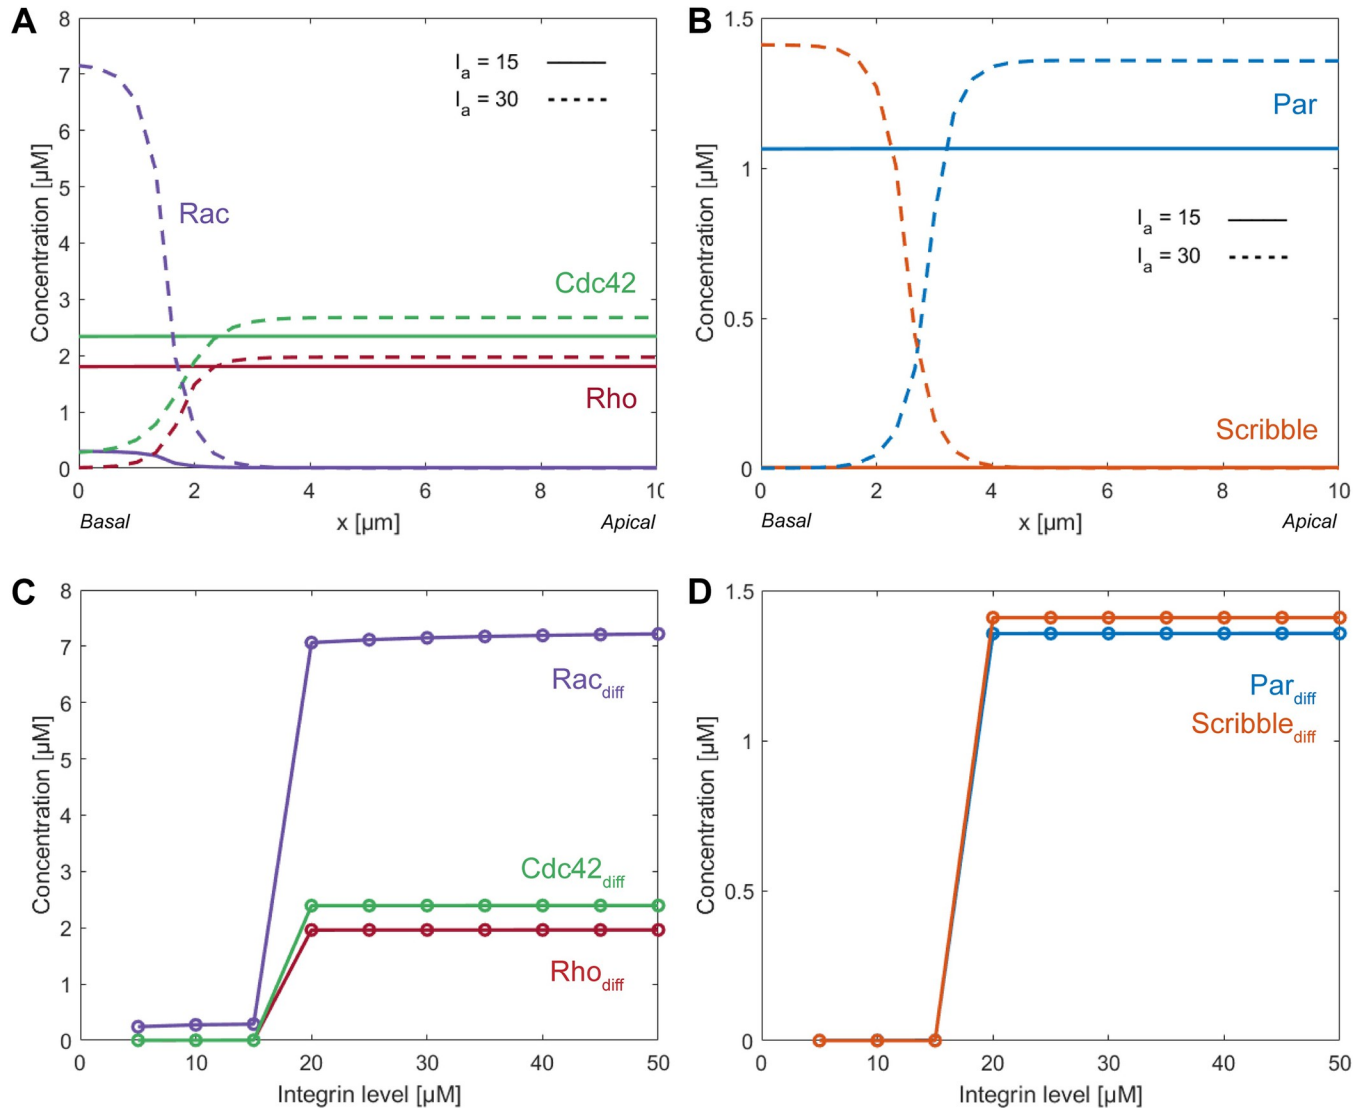 A
8
7
6
5
4
3
2
1
0
Concentration [µM]
I_a = 15
I_a = 30
Rac
Cdc42
Rho
0 2 4 6 8 10
Basal x [µm] Apical
B
1.5
1
0.5
0
Concentration [µM]
Par
I_a = 15
I_a = 30
Scribble
0 2 4 6 8 10
Basal x [µm] Apical
C
8
7
6
5
4
3
2
1
0
Concentration [µM]
Rac_diff
Cdc42_diff
Rho_diff
0 10 20 30 40 50
Integrin level [µM]
D
1.5
1
0.5
0
Concentration [µM]
Par_diff
Scribble_diff
0 10 20 30 40 50
Integrin level [µM]